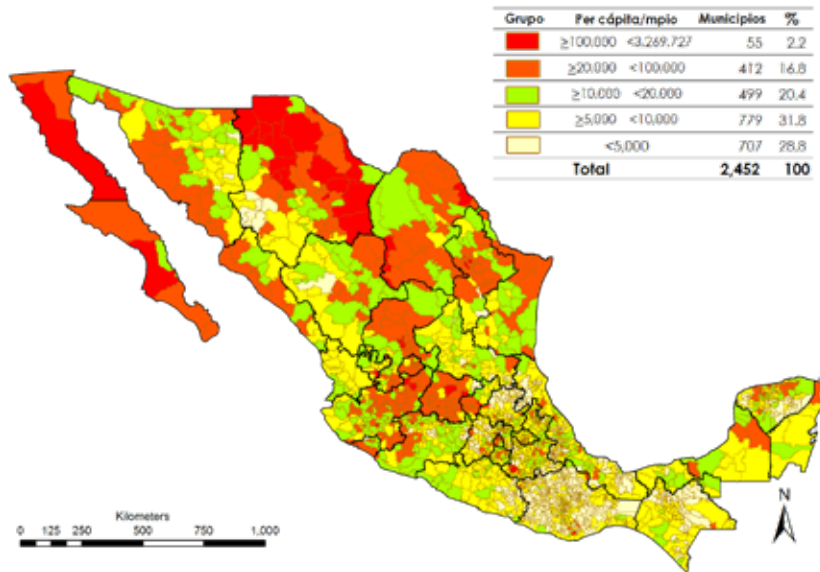 Grupo Per cápita/mpio Municipios %
≥100,000 <3,269,727 55 2.2
≥20,000 <100,000 412 16.8
≥10,000 <20,000 499 20.4
≥5,000 <10,000 779 31.8
<5,000 707 28.8
Total 2,452 100
Kilometers
0 125 250 500 750 1,000
N